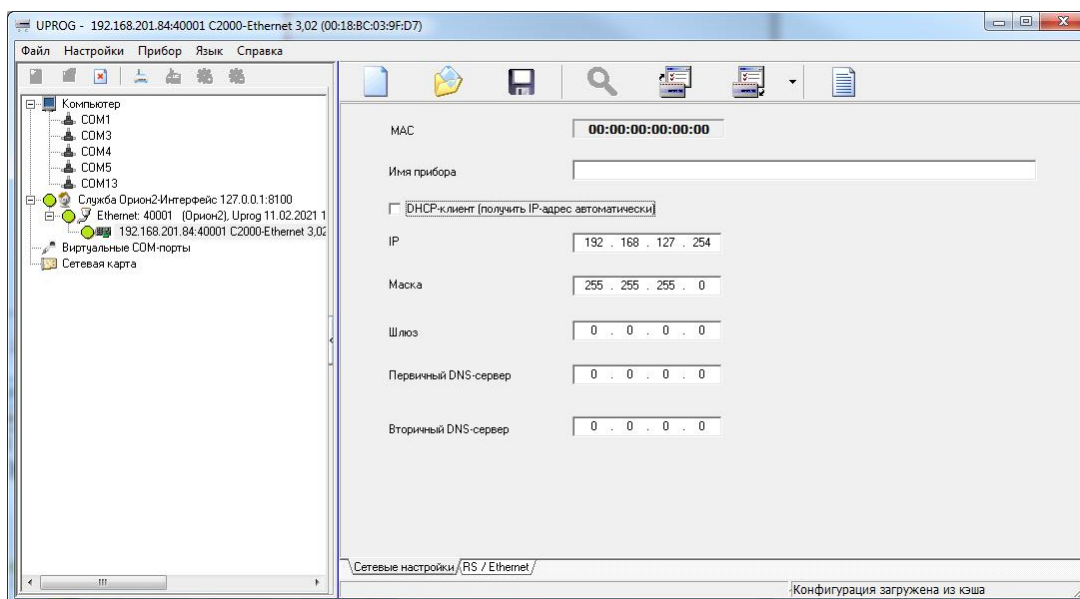 UPROG - 192.168.201.84:40001 C2000-Ethernet 3,02 (00:18:BC:03:9F:D7)
Файл Настройки Прибор Язык Справка
Компьютер
COM1
COM3
COM4
COM5
COM13
Служба Орион2-Интерфейс 127.0.0.1:8100
Ethernet: 40001 (Орион2), Uprog 11.02.2021 1
192.168.201.84:40001 C2000-Ethernet 3,02
Виртуальные COM-порты
Сетевая карта
MAC 00:00:00:00:00:00
Имя прибора
DHCP-клиент (получить IP-адрес автоматически)
IP 192 . 168 . 127 . 254
Маска 255 . 255 . 255 . 0
Шлюз 0 . 0 . 0 . 0
Первичный DNS-сервер 0 . 0 . 0 . 0
Вторичный DNS-сервер 0 . 0 . 0 . 0
Сетевые настройки RS / Ethernet
Конфигурация загружена из кэша